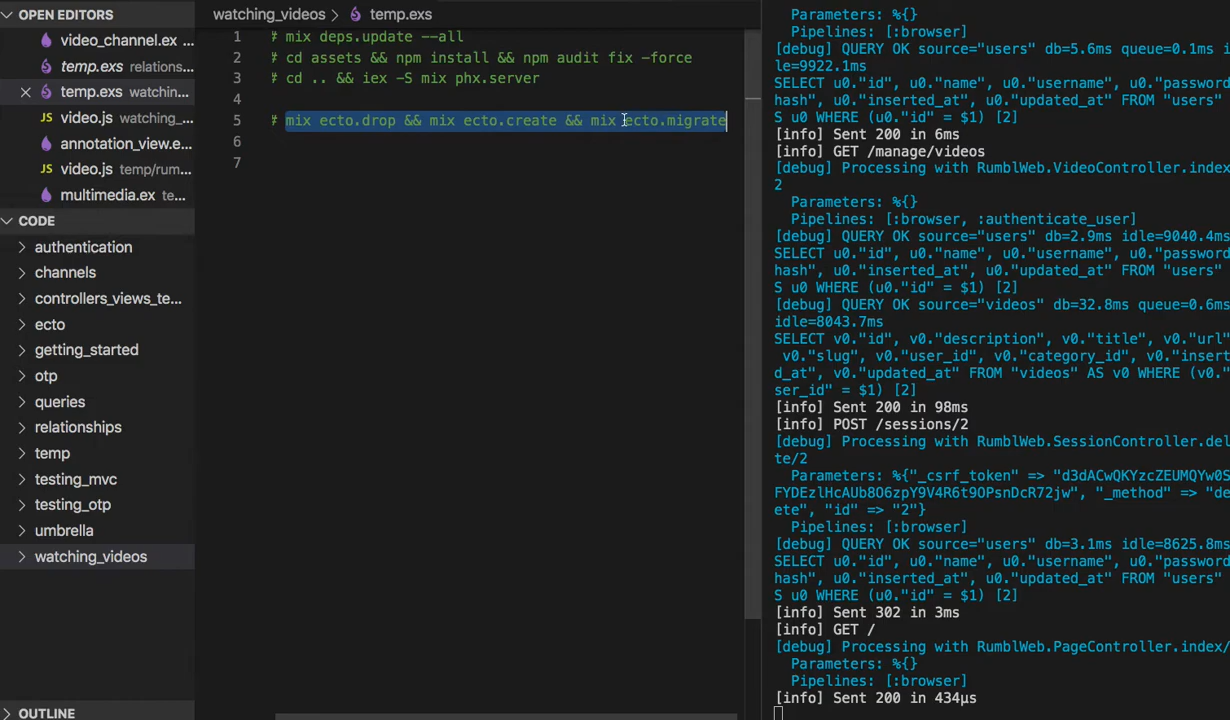 OPEN EDITORS
video_channel.ex ...
temp.exs relations...
temp.exs watchin...
JS video.js watching_...
annotation_view.e...
JS video.js temp/rum...
multimedia.ex te...
CODE
authentication
channels
controllers_views_te...
ecto
getting_started
otp
queries
relationships
temp
testing_mvc
testing_otp
umbrella
watching_videos
OUTLINE
watching_videos > temp.exs
1 # mix deps.update --all
2 # cd assets && npm install && npm audit fix -force
3 # cd .. && iex -S mix phx.server
4
5 # mix ecto.drop && mix ecto.create && mix ecto.migrate
6
7
Parameters: %{}
Pipelines: [:browser]
[debug] QUERY OK source="users" db=5.6ms queue=0.1ms i
le=9922.1ms
SELECT u0."id", u0."name", u0."username", u0."password
hash", u0."inserted_at", u0."updated_at" FROM "users"
S u0 WHERE (u0."id" = $1) [2]
[info] Sent 200 in 6ms
[info] GET /manage/videos
[debug] Processing with RumblWeb.VideoController.index
2
Parameters: %{}
Pipelines: [:browser, :authenticate_user]
[debug] QUERY OK source="users" db=2.9ms idle=9040.4ms
SELECT u0."id", u0."name", u0."username", u0."password
hash", u0."inserted_at", u0."updated_at" FROM "users"
S u0 WHERE (u0."id" = $1) [2]
[debug] QUERY OK source="videos" db=32.8ms queue=0.6ms
idle=8043.7ms
SELECT v0."id", v0."description", v0."title", v0."url"
v0."slug", v0."user_id", v0."category_id", v0."insert
d_at", v0."updated_at" FROM "videos" AS v0 WHERE (v0."
ser_id" = $1) [2]
[info] Sent 200 in 98ms
[info] POST /sessions/2
[debug] Processing with RumblWeb.SessionController.del
te/2
Parameters: %{"_csrf_token" => "d3dACwQKYzcZEUMQYw0S
FYDEzlHcAUb8O6zpY9V4R6t9OPsnDcR72jw", "_method" => "de
ete", "id" => "2"}
Pipelines: [:browser]
[debug] QUERY OK source="users" db=3.1ms idle=8625.8ms
SELECT u0."id", u0."name", u0."username", u0."password
hash", u0."inserted_at", u0."updated_at" FROM "users"
S u0 WHERE (u0."id" = $1) [2]
[info] Sent 302 in 3ms
[info] GET /
[debug] Processing with RumblWeb.PageController.index/
Parameters: %{}
Pipelines: [:browser]
[info] Sent 200 in 434µs